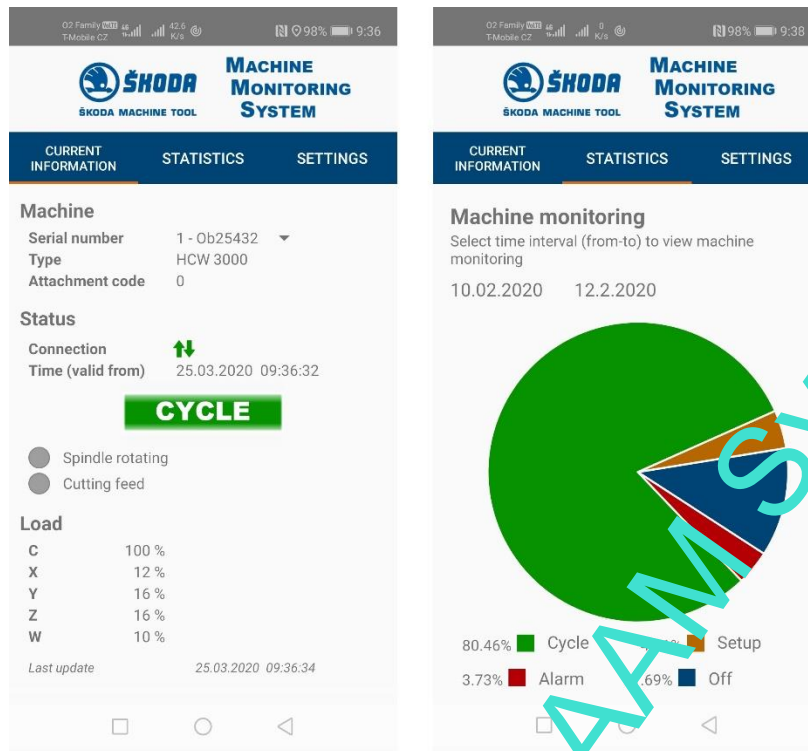 O2 Family VoLTE 46
T-Mobile CZ
42.6
K/s
98% 9:36
ŠKODA
ŠKODA MACHINE TOOL
MACHINE
MONITORING
SYSTEM
CURRENT
INFORMATION
STATISTICS
SETTINGS
Machine
Serial number 1 - Ob25432
Type HCW 3000
Attachment code 0
Status
Connection
Time (valid from) 25.03.2020 09:36:32
CYCLE
Spindle rotating
Cutting feed
Load
C 100 %
X 12 %
Y 16 %
Z 16 %
W 10 %
Last update 25.03.2020 09:36:34
O2 Family VoLTE 46
T-Mobile CZ
0
K/s
98% 9:38
ŠKODA
ŠKODA MACHINE TOOL
MACHINE
MONITORING
SYSTEM
CURRENT
INFORMATION
STATISTICS
SETTINGS
Machine monitoring
Select time interval (from-to) to view machine
monitoring
10.02.2020 12.2.2020
80.46% Cycle Setup
3.73% Alarm .69% Off